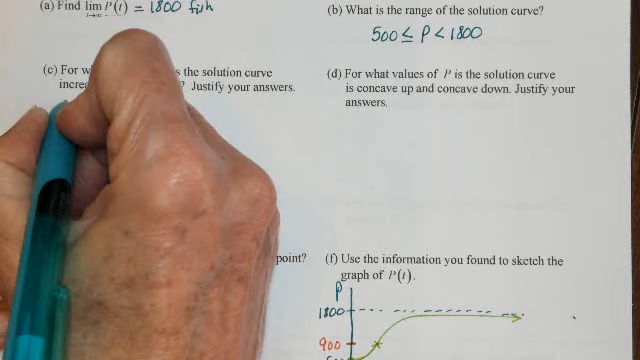 (a) Find lim P(t) = 1800 fish
t→∞
(b) What is the range of the solution curve?
500 ≤ P < 1800
(c) For w s the solution curve
increa ? Justify your answers.
(d) For what values of P is the solution curve
is concave up and concave down. Justify your
answers.
point?
(f) Use the information you found to sketch the
graph of P(t).
P
1800
900